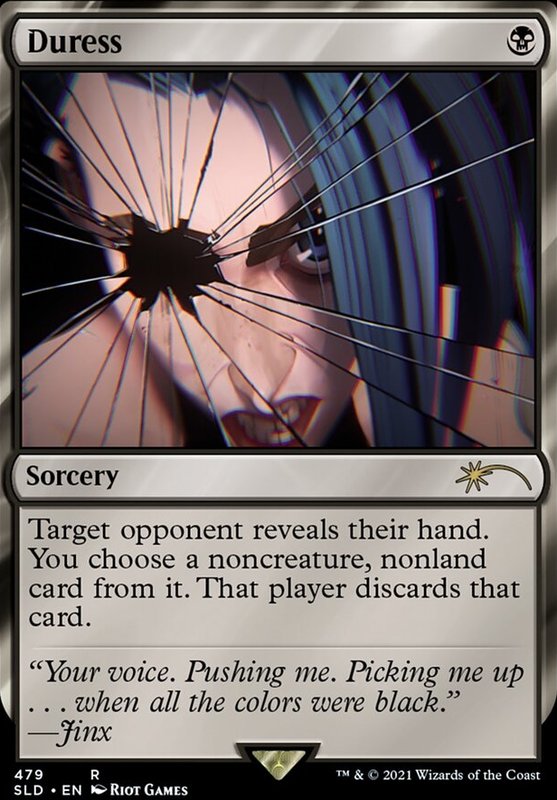 Duress
Sorcery
Target opponent reveals their hand.
You choose a noncreature, nonland
card from it. That player discards that
card.
“Your voice. Pushing me. Picking me up
. . . when all the colors were black.”
—Jinx
479 R
SLD • EN RIOT GAMES
™ & © 2021 Wizards of the Coast